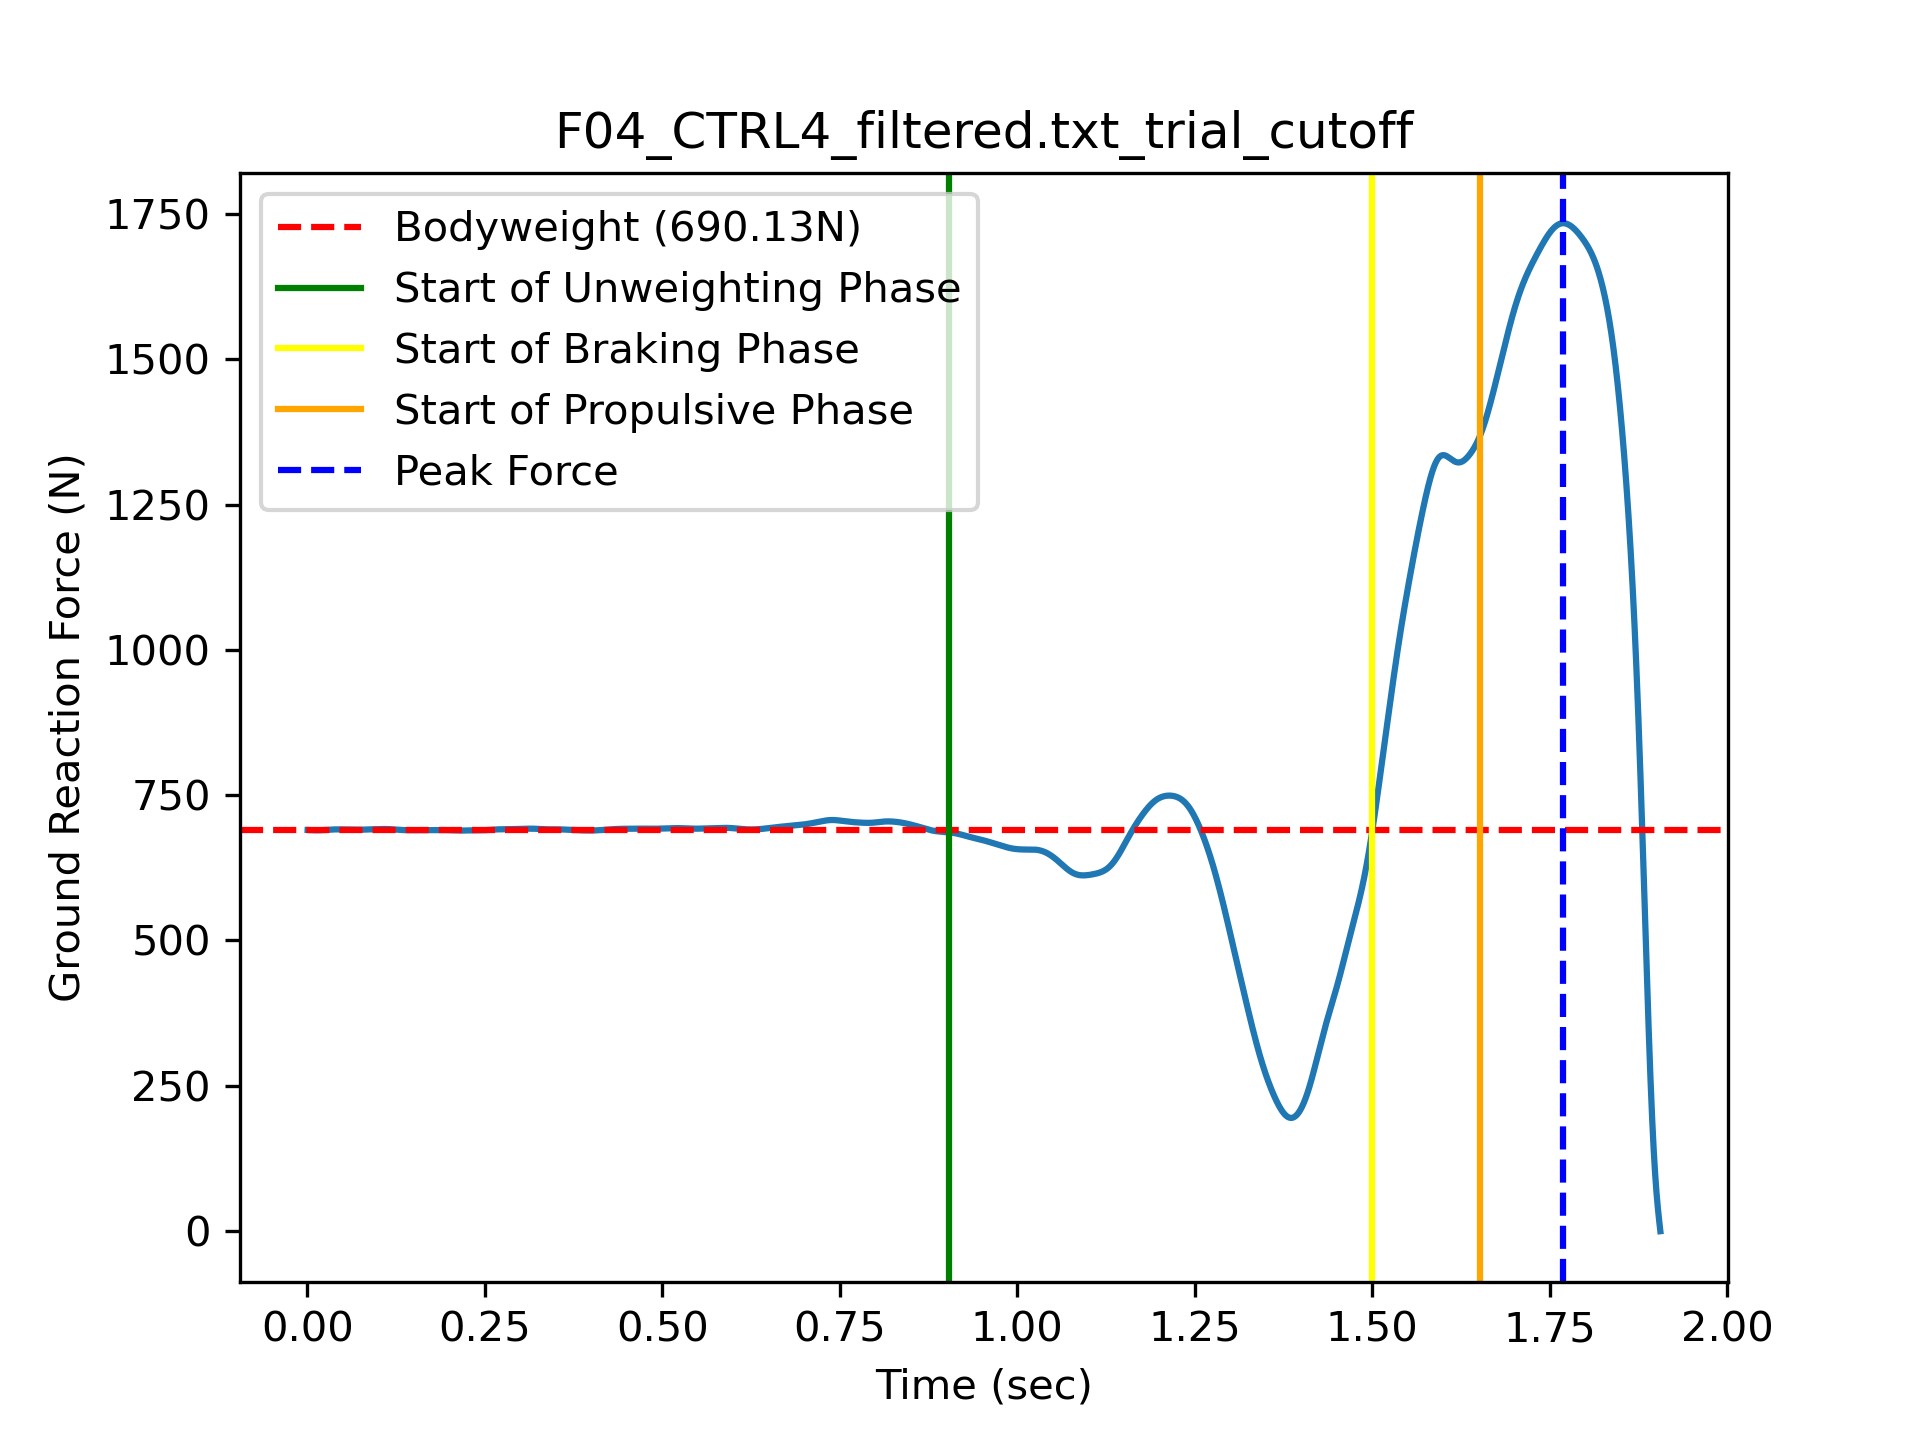 F04_CTRL4_filtered.txt_trial_cutoff
Bodyweight (690.13N)
Start of Unweighting Phase
Start of Braking Phase
Start of Propulsive Phase
Peak Force
Ground Reaction Force (N)
1750
1500
1250
1000
750
500
250
0
0.00 0.25 0.50 0.75 1.00 1.25 1.50 1.75 2.00
Time (sec)